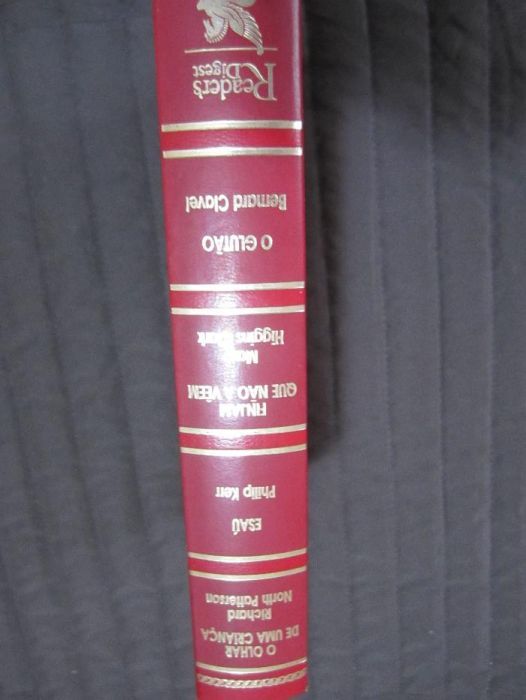 O OLHAR
DE UMA CRIANÇA
Richard
North Patterson
ESAÚ
Philip Kerr
FINJAM
QUE NÃO A VÊEM
Mary
Higgins Clark
O GLUTÃO
Bernard Clavel
Reader's
Digest